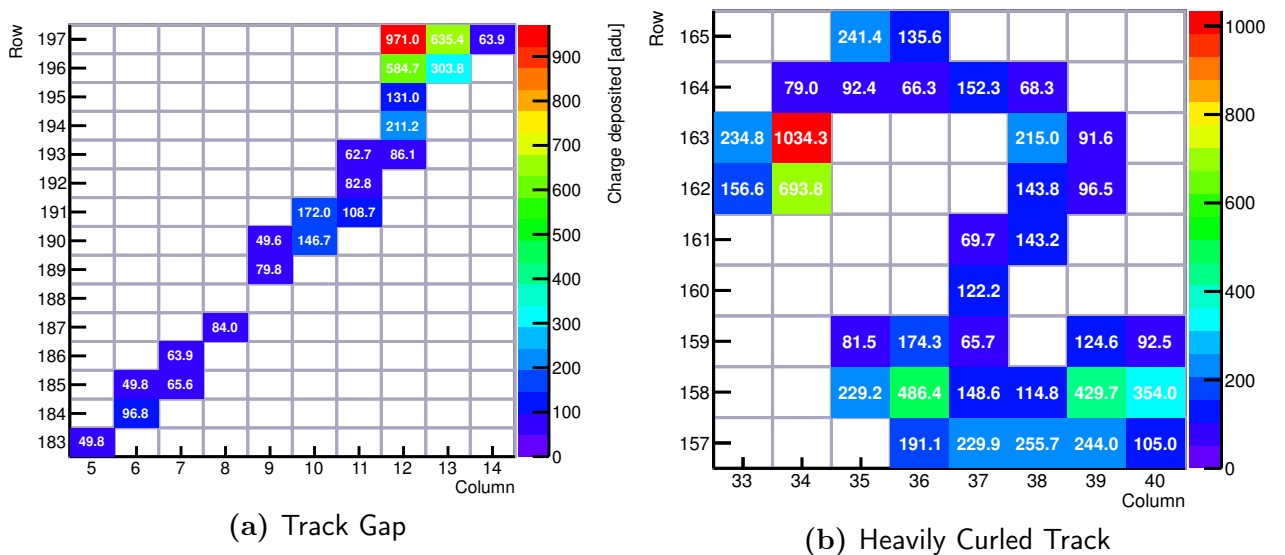 Row
197 971.0 635.4 63.9
196 584.7 303.8
195 131.0
194 211.2
193 62.7 86.1
192 82.8
191 172.0 108.7
190 49.6 146.7
189 79.8
188
187 84.0
186 63.9
185 49.8 65.6
184 96.8
183 49.8
5 6 7 8 9 10 11 12 13 14
Column
900
800
700
600
500
400
300
200
100
0
Charge deposited [adu]
(a) Track Gap
Row
165 241.4 135.6
164 79.0 92.4 66.3 152.3 68.3
163 234.8 1034.3 215.0 91.6
162 156.6 693.8 143.8 96.5
161 69.7 143.2
160 122.2
159 81.5 174.3 65.7 124.6 92.5
158 229.2 486.4 148.6 114.8 429.7 354.0
157 191.1 229.9 255.7 244.0 105.0
33 34 35 36 37 38 39 40
Column
1000
800
600
400
200
0
(b) Heavily Curled Track